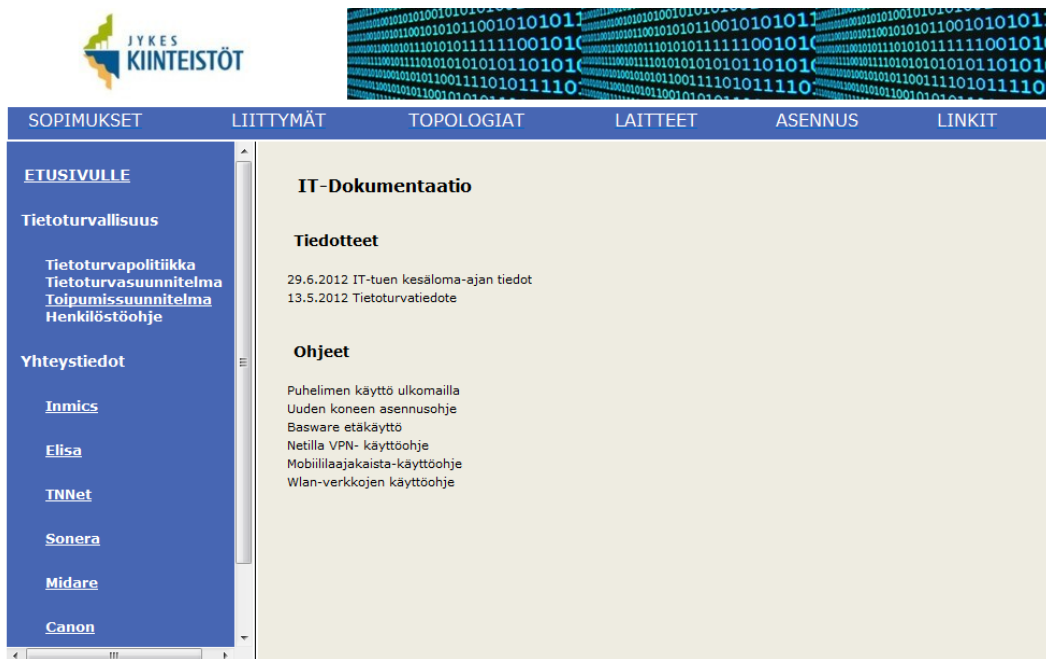 JYKES
KIINTEISTÖT
SOPIMUKSET LIITTYMÄT TOPOLOGIAT LAITTEET ASENNUS LINKIT
ETUSIVULLE
Tietoturvallisuus
Tietoturvapolitiikka
Tietoturvasuunnitelma
Toipumissuunnitelma
Henkilöstöohje
Yhteystiedot
Inmics
Elisa
TNNet
Sonera
Midare
Canon
IT-Dokumentaatio
Tiedotteet
29.6.2012 IT-tuen kesäloma-ajan tiedot
13.5.2012 Tietoturvatiedote
Ohjeet
Puhelimen käyttö ulkomailla
Uuden koneen asennusohje
Basware etäkäyttö
Netilla VPN- käyttöohje
Mobiililaajakaista-käyttöohje
Wlan-verkkojen käyttöohje